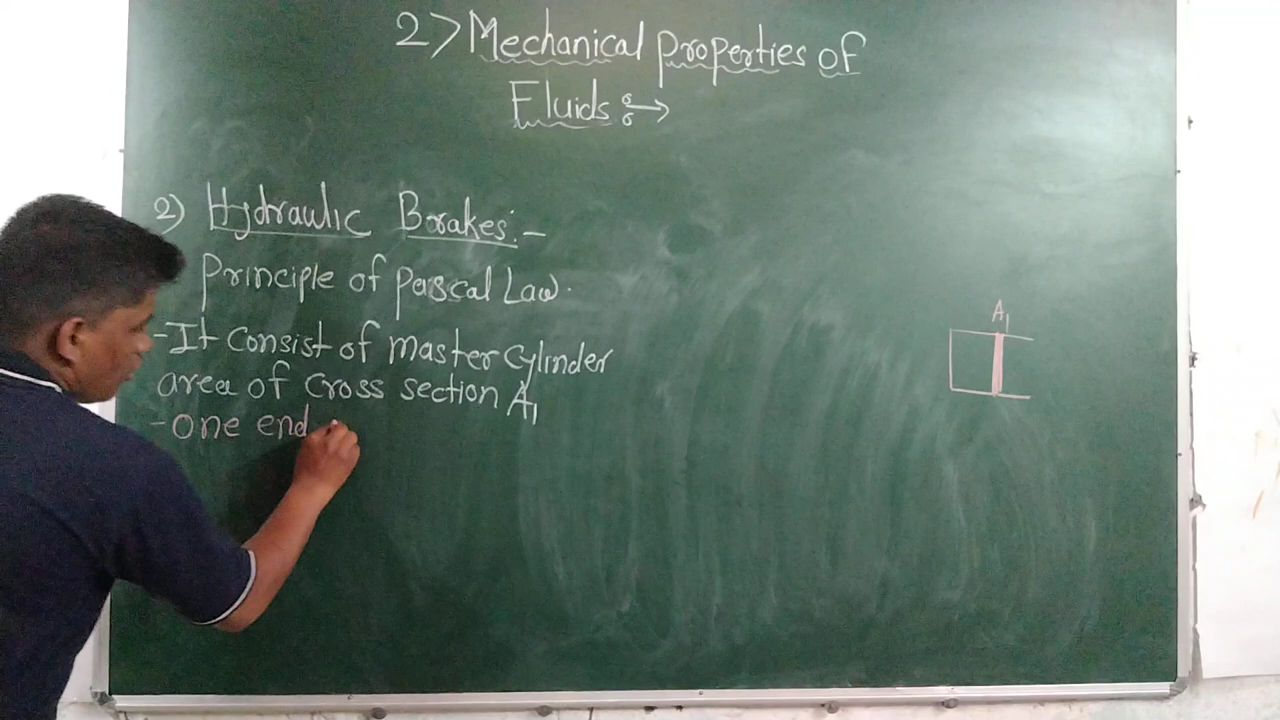 2> Mechanical Properties of
Fluids :→
2) Hydraulic Brakes:-
Principle of Pascal Law.
-It Consist of Master Cylinder
area of Cross section A₁
-One end
A₁